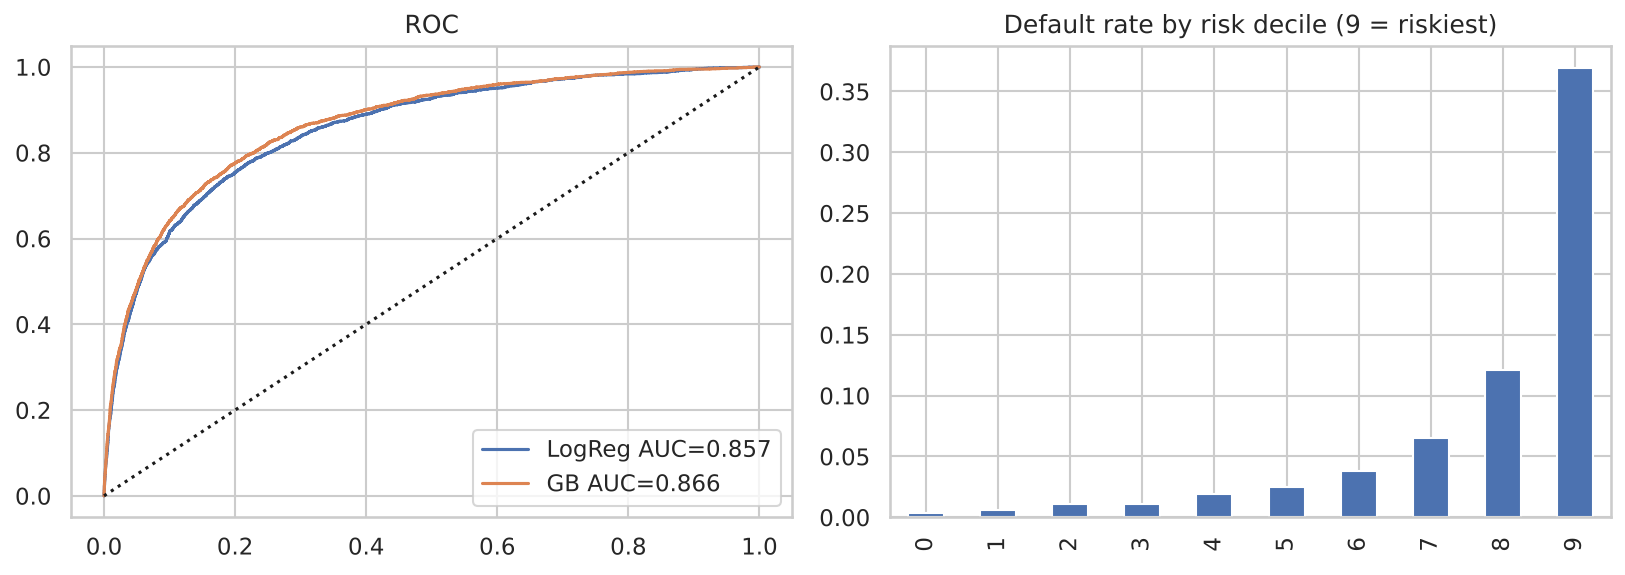 ROC
1.0
0.8
0.6
0.4
0.2
0.0
LogReg AUC=0.857
GB AUC=0.866
0.0 0.2 0.4 0.6 0.8 1.0
Default rate by risk decile (9 = riskiest)
0.35
0.30
0.25
0.20
0.15
0.10
0.05
0.00
0 1 2 3 4 5 6 7 8 9